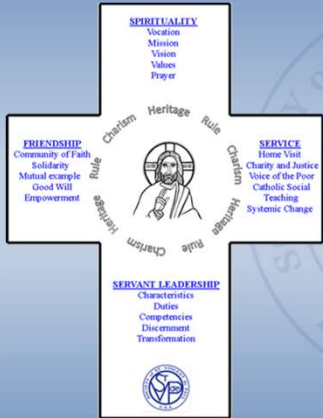 SPIRITUALITY
Vocation
Mission
Vision
Values
Prayer
FRIENDSHIP
Community of Faith
Solidarity
Mutual example
Good Will
Empowerment
Heritage Rule Charism Heritage Rule Charism Heritage Rule Charism
SERVICE
Home Visit
Charity and Justice
Voice of the Poor
Catholic Social
Teaching
Systemic Change
SERVANT LEADERSHIP
Characteristics
Duties
Competencies
Discernment
Transformation